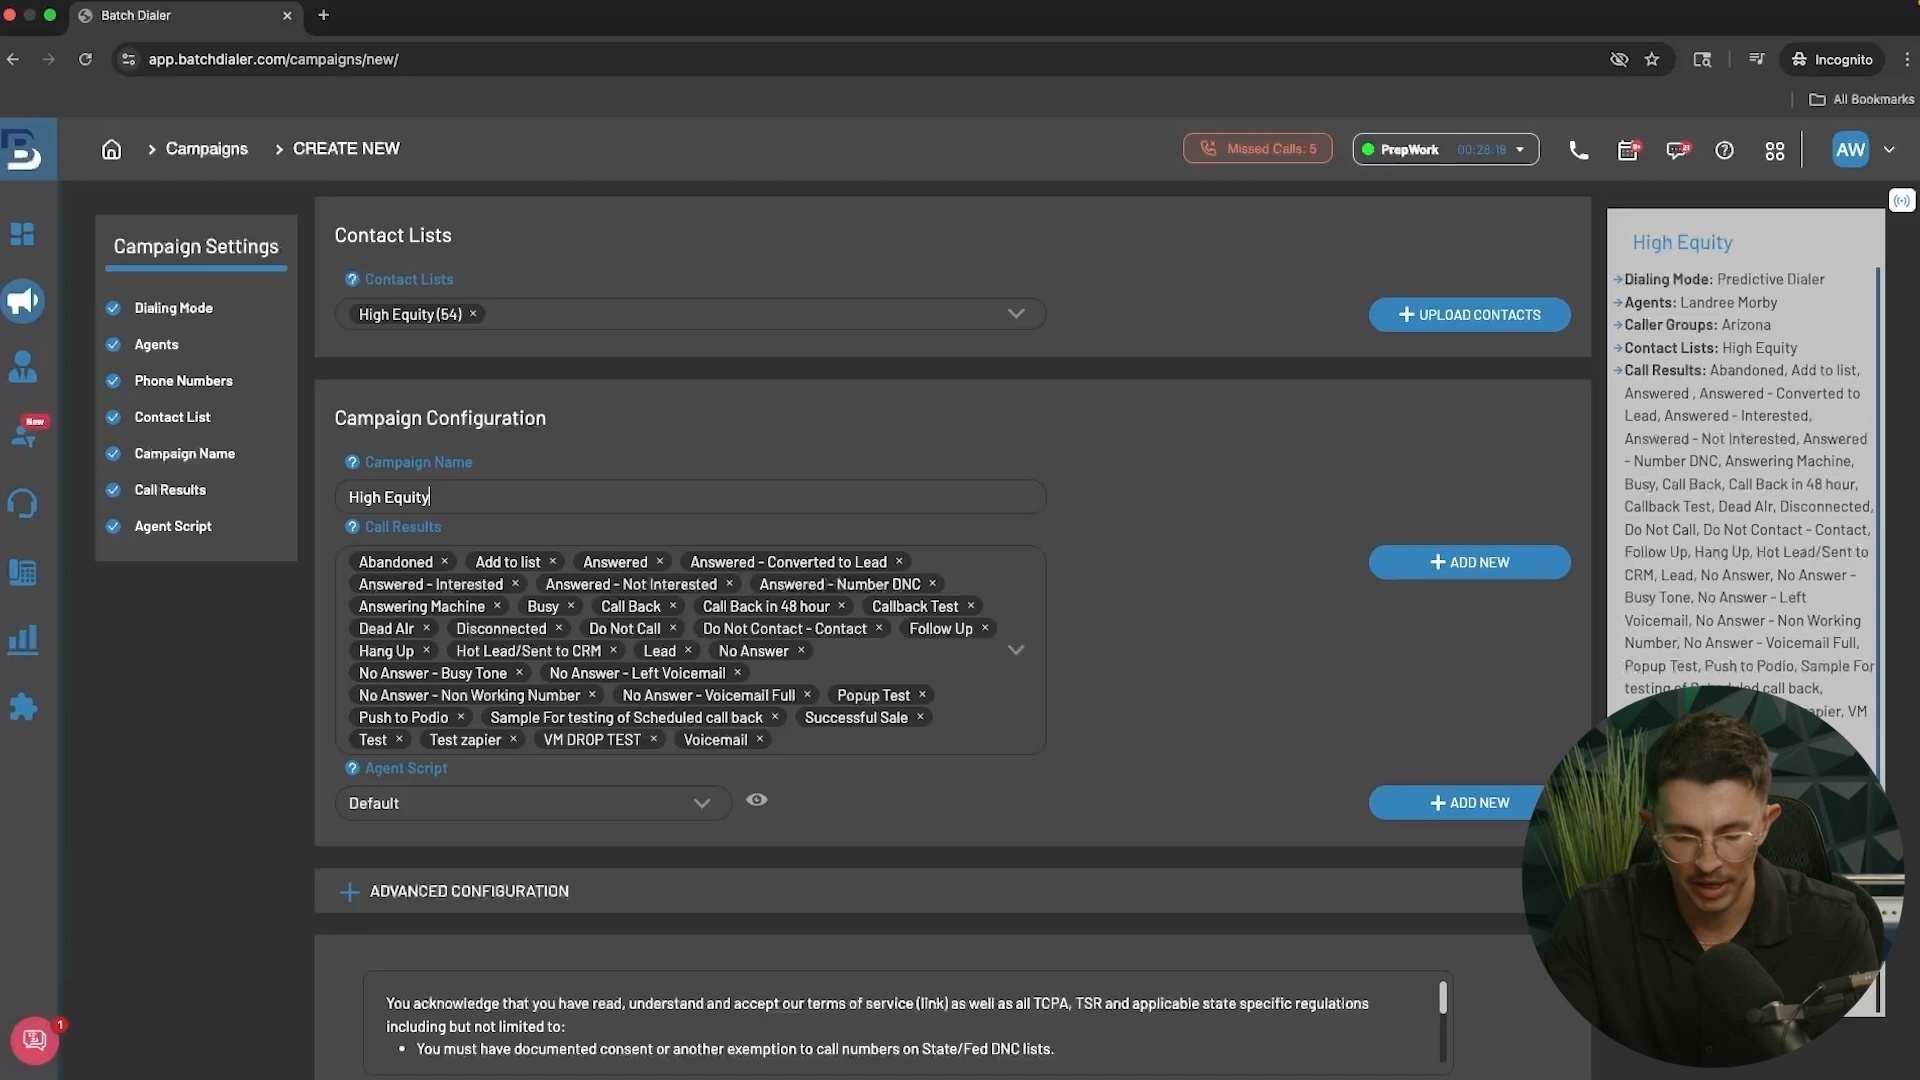 Batch Dialer
app.batchdialer.com/campaigns/new/
Incognito
All Bookmarks
Campaigns
CREATE NEW
Missed Calls: 5
PrepWork 00:28:19
AW
Campaign Settings
Dialing Mode
Agents
Phone Numbers
Contact List
Campaign Name
Call Results
Agent Script
New
1
Contact Lists
Contact Lists
High Equity (54)
UPLOAD CONTACTS
Campaign Configuration
Campaign Name
High Equity
Call Results
Abandoned × Add to list × Answered × Answered - Converted to Lead ×
Answered - Interested × Answered - Not Interested × Answered - Number DNC ×
Answering Machine × Busy × Call Back × Call Back in 48 hour × Callback Test ×
Dead AIr × Disconnected × Do Not Call × Do Not Contact - Contact × Follow Up ×
Hang Up × Hot Lead/Sent to CRM × Lead × No Answer ×
No Answer - Busy Tone × No Answer - Left Voicemail ×
No Answer - Non Working Number × No Answer - Voicemail Full × Popup Test ×
Push to Podio × Sample For testing of Scheduled call back × Successful Sale ×
Test × Test zapier × VM DROP TEST × Voicemail ×
ADD NEW
Agent Script
Default
ADD NEW
ADVANCED CONFIGURATION
You acknowledge that you have read, understand and accept our terms of service (link) as well as all TCPA, TSR and applicable state specific regulations
including but not limited to:
• You must have documented consent or another exemption to call numbers on State/Fed DNC lists.
High Equity
Dialing Mode: Predictive Dialer
Agents: Landree Morby
Caller Groups: Arizona
Contact Lists: High Equity
Call Results: Abandoned, Add to list,
Answered , Answered - Converted to
Lead, Answered - Interested,
Answered - Not Interested, Answered
- Number DNC, Answering Machine,
Busy, Call Back, Call Back in 48 hour,
Callback Test, Dead AIr, Disconnected,
Do Not Call, Do Not Contact - Contact,
Follow Up, Hang Up, Hot Lead/Sent to
CRM, Lead, No Answer, No Answer -
Busy Tone, No Answer - Left
Voicemail, No Answer - Non Working
Number, No Answer - Voicemail Full,
Popup Test, Push to Podio, Sample For
testing of Scheduled call back,
VM